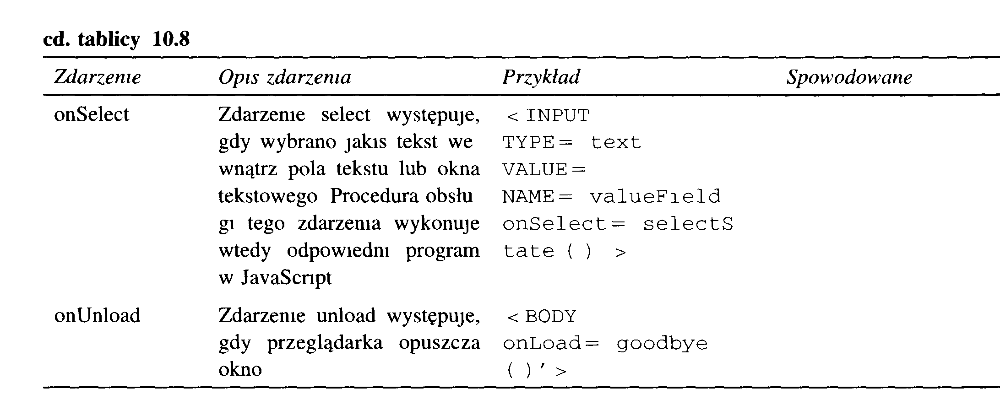 cd. tablicy 10.8
Zdarzenie Opis zdarzenia Przykład Spowodowane
onSelect Zdarzenie select występuje, < INPUT
gdy wybrano jakis tekst we TYPE= text
wnątrz pola tekstu lub okna VALUE=
tekstowego Procedura obsłu NAME= valueField
gi tego zdarzenia wykonuje onSelect= selectS
wtedy odpowiedni program tate ( ) >
w JavaScript
onUnload Zdarzenie unload występuje, < BODY
gdy przeglądarka opuszcza onLoad= goodbye
okno ( )' >